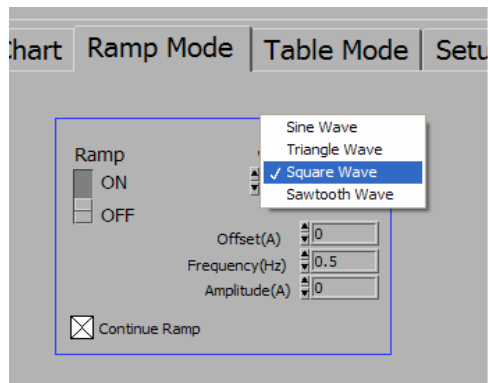 Chart Ramp Mode Table Mode Setu
Sine Wave
Ramp
Triangle Wave
ON
Square Wave
Sawtooth Wave
OFF
Offset(A) 0
Frequency(Hz) 0.5
Amplitude(A) 0
Continue Ramp